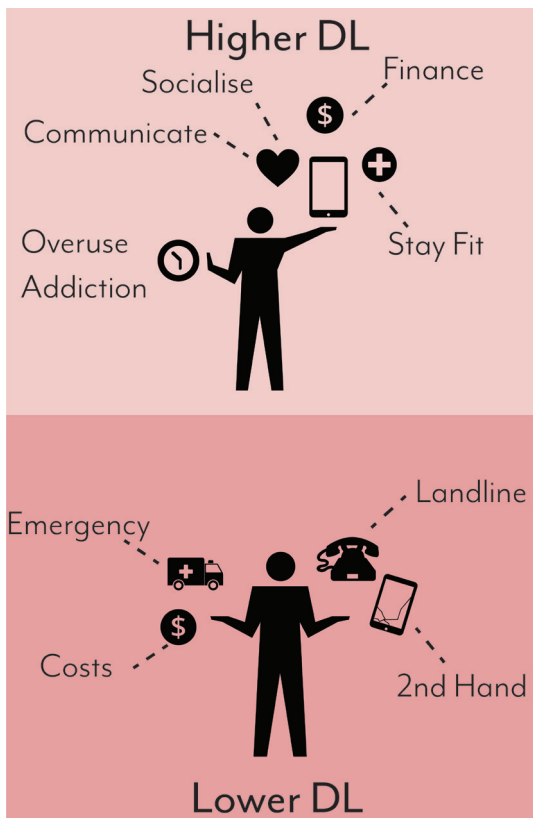 Higher DL
Socialise
Finance
Communicate
$
Overuse
Addiction
Stay Fit
Landline
Emergency
$
Costs
2nd Hand
Lower DL